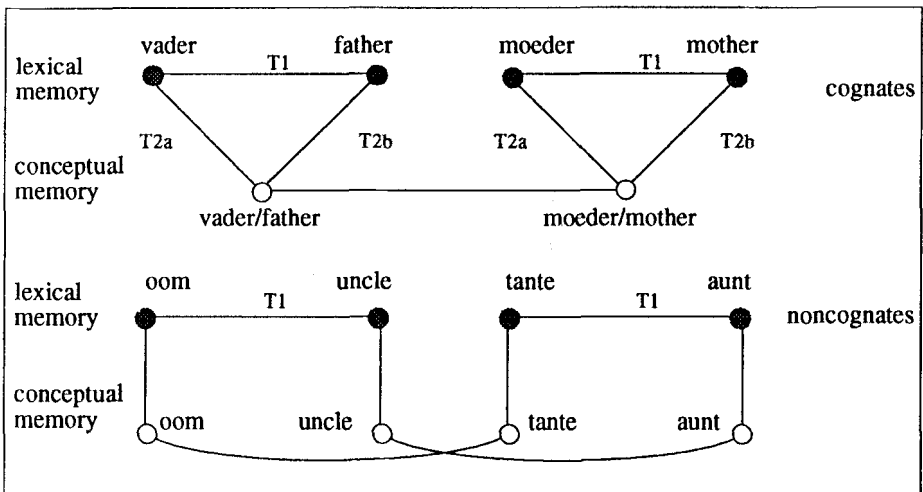 vader father moeder mother
lexical memory T1 T1 cognates
T2a T2b T2a T2b
conceptual memory
vader/father moeder/mother
oom uncle tante aunt
lexical memory T1 T1 noncognates
conceptual memory
oom uncle tante aunt